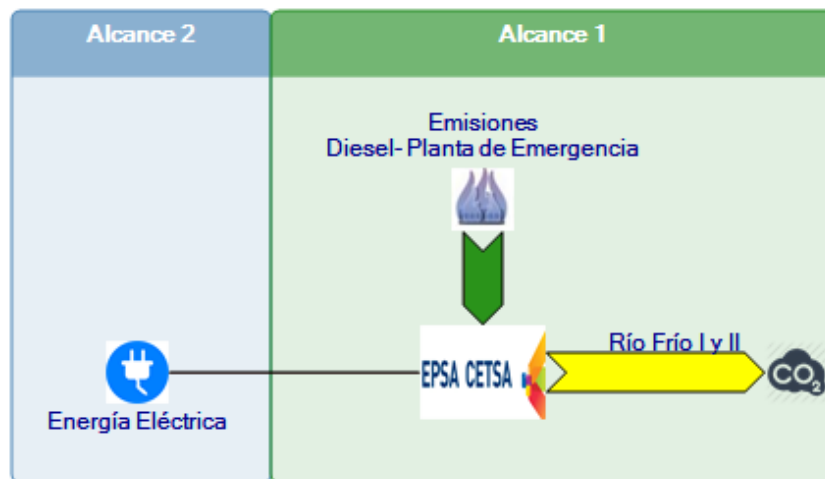 Alcance 2
Alcance 1
Emisiones
Diesel- Planta de Emergencia
EPSA CETSA
Río Frío I y II
CO2
Energía Eléctrica